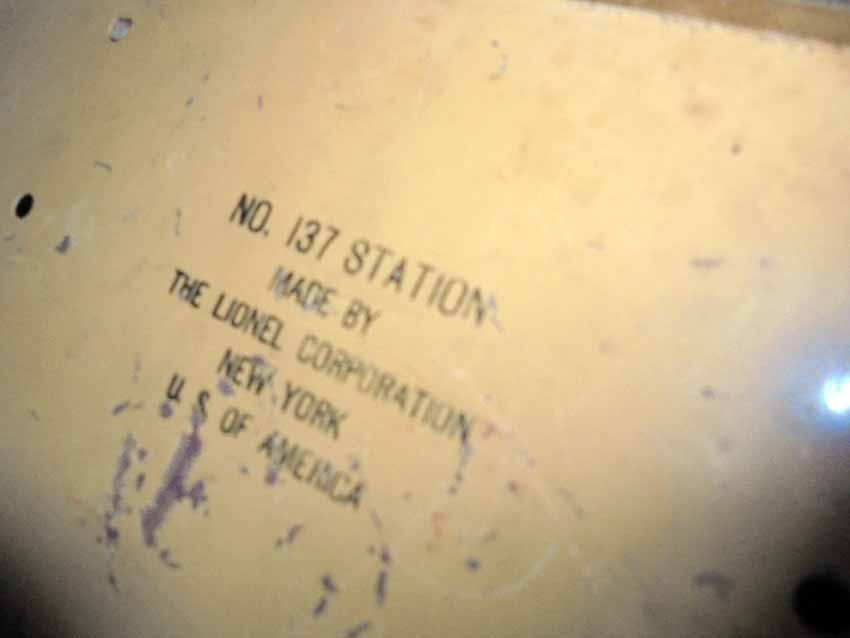 NO. 137 STATION
MADE BY
THE LIONEL CORPORATION
NEW YORK
U. S. OF AMERICA